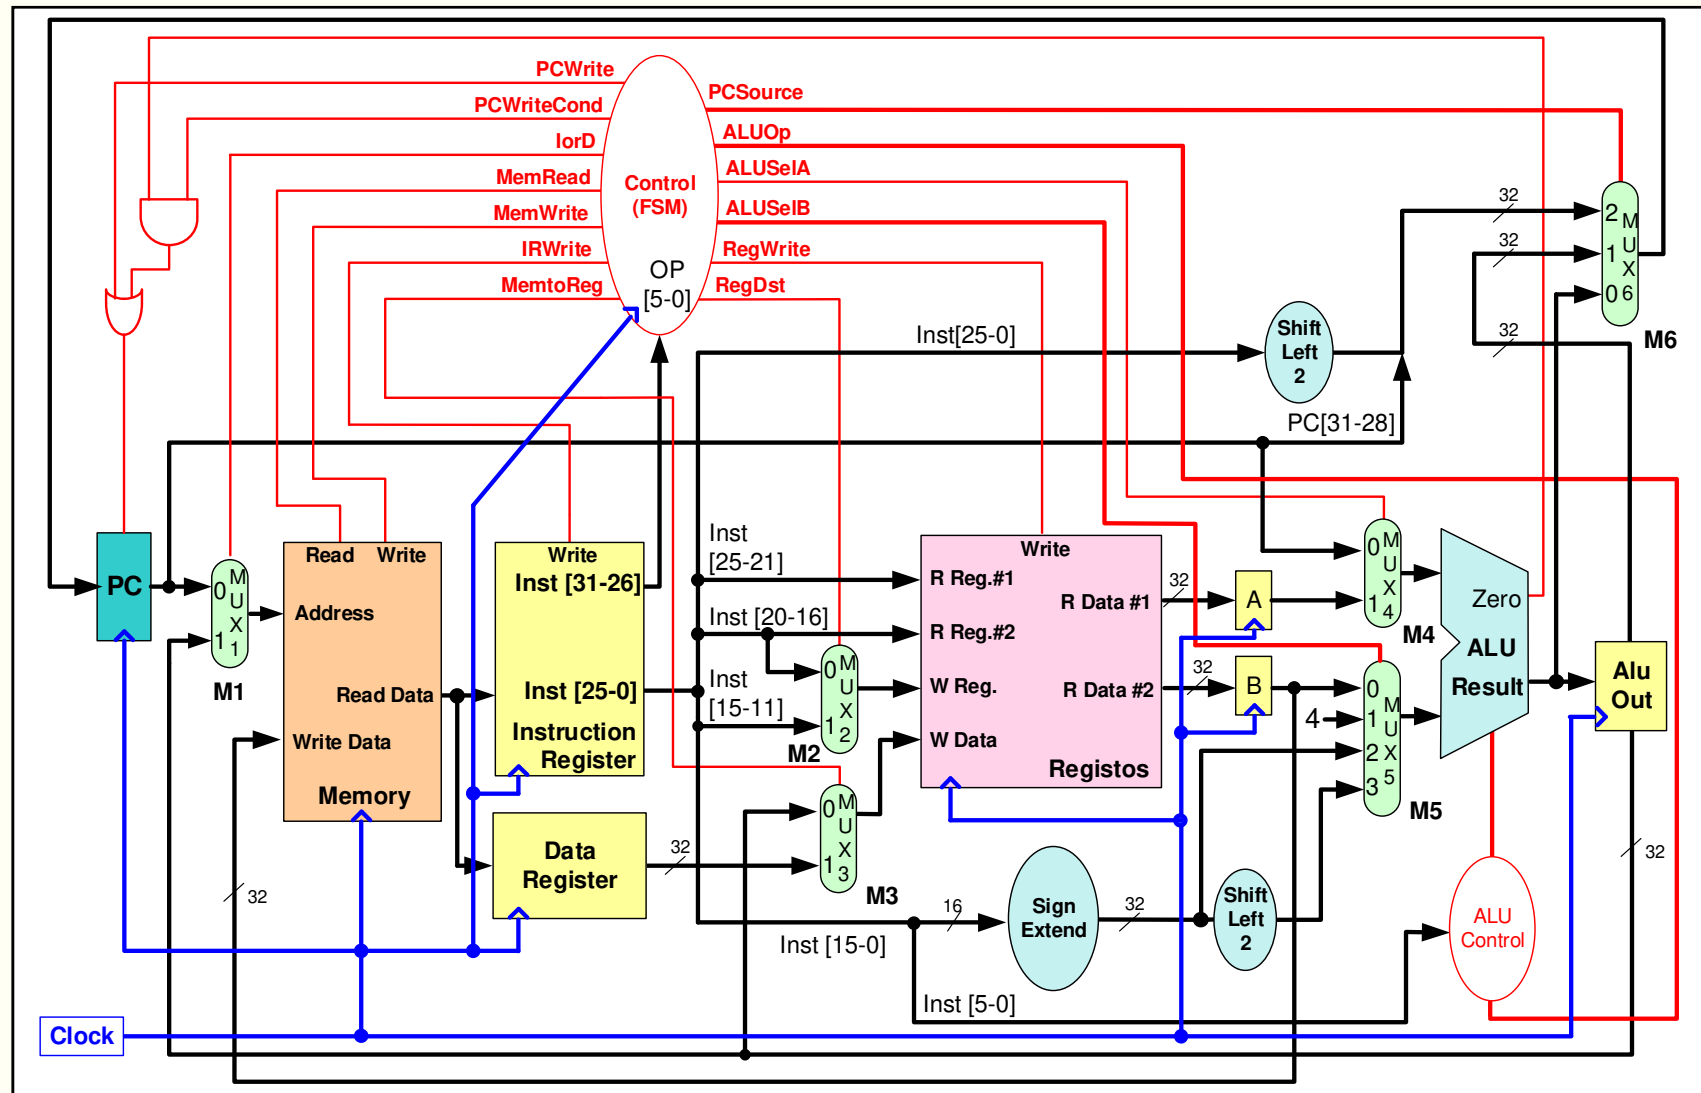 PCWrite
PCWriteCond
IorD
MemRead
MemWrite
IRWrite
MemtoReg
Control
(FSM)
OP
[5-0]
PCSource
ALUOp
ALUSelA
ALUSelB
RegWrite
RegDst
Inst[25-0]
Shift
Left
2
PC[31-28]
32
32
32
2
1
0
M
U
X
6
M6
PC
0
1
M
U
X
1
M1
Read Write
Address
Read Data
Write Data
Memory
32
Write
Inst [31-26]
Inst [25-0]
Instruction
Register
Data
Register
32
Inst
[25-21]
Inst [20-16]
Inst
[15-11]
0
1
M
U
X
2
M2
0
1
M
U
X
3
M3
Write
R Reg.#1
R Reg.#2
W Reg.
W Data
R Data #1
R Data #2
Registos
32
32
A
B
4
0
1
M
U
X
4
M4
0
1
2
3
M
U
X
5
M5
Zero
ALU
Result
Alu
Out
32
Inst [15-0]
16
Sign
Extend
32
Shift
Left
2
ALU
Control
Inst [5-0]
Clock